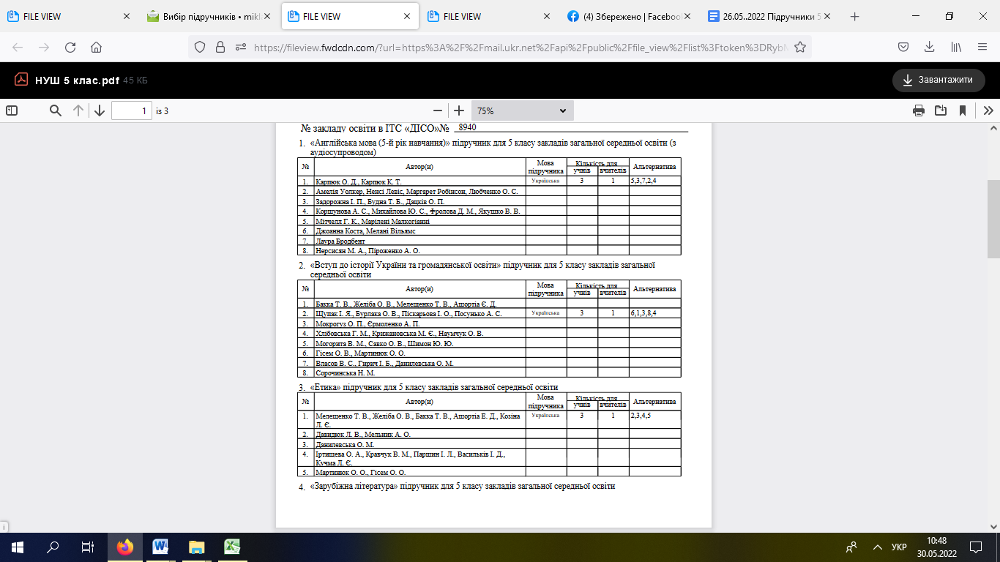 FILE VIEW
Вибір підручників • mikl
FILE VIEW
FILE VIEW
(4) Збережено | Facebook
26.05..2022 Підручники 5
https://fileview.fwdcdn.com/?url=https%3A%2F%2Fmail.ukr.net%2Fapi%2Fpublic%2Ffile_view%2Flist%3Ftoken%3DRybM
НУШ 5 клас.pdf 45 КБ
Завантажити
1 із 3
75%
№ закладу освіти в ІТС «ДІСО»№ 8940
1. «Англійська мова (5-й рік навчання)» підручник для 5 класу закладів загальної середньої освіти (з
аудіосупроводом)
№ Автор(и) Мова підручника Кількість для учнів вчителів Альтернатива
1. Карпюк О. Д., Карпюк К. Т. Українська 3 1 5,3,7,2,4
2. Амелія Уолкер, Ненсі Левіс, Маргарет Робінсон, Любченко О. С.
3. Задорожна І. П., Будна Т. Б., Дацків О. П.
4. Коршунова А. С., Михайлова Ю. С., Фролова Д. М., Якушко В. В.
5. Мітчелл Г. К., Марілені Малкогіанні
6. Джоанна Коста, Мелані Вільямс
7. Лаура Бродбент
8. Нерсисян М. А., Піроженко А. О.
2. «Вступ до історії України та громадянської освіти» підручник для 5 класу закладів загальної
середньої освіти
№ Автор(и) Мова підручника Кількість для учнів вчителів Альтернатива
1. Бакка Т. В., Желіба О. В., Мелещенко Т. В., Ашортіа Є. Д.
2. Щупак І. Я., Бурлака О. В., Піскарьова І. О., Посунько А. С. Українська 3 1 6,1,3,8,4
3. Мокрогуз О. П., Єрмоленко А. П.
4. Хлібовська Г. М., Крижановська М. Є., Наумчук О. В.
5. Могорита В. М., Савко О. В., Шимон Ю. Ю.
6. Гісем О. В., Мартинюк О. О.
7. Власов В. С., Гирич І. Б., Данилевська О. М.
8. Сорочинська Н. М.
3. «Етика» підручник для 5 класу закладів загальної середньої освіти
№ Автор(и) Мова підручника Кількість для учнів вчителів Альтернатива
1. Мелещенко Т. В., Желіба О. В., Бакка Т. В., Ашортіа Е. Д., Козіна Українська 3 1 2,3,4,5
Л. Є.
2. Давидюк Л. В., Мельник А. О.
3. Данилевська О. М.
4. Іртищева О. А., Кравчук В. М., Паршин І. Л., Васильків І. Д.,
Кучма Л. Є.
5. Мартинюк О. О., Гісем О. О.
4. «Зарубіжна література» підручник для 5 класу закладів загальної середньої освіти
УКР
10:48
30.05.2022